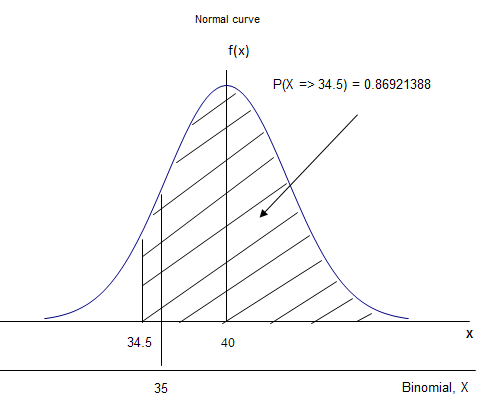 Normal curve
f(x)
P(X => 34.5) = 0.86921388
x
34.5
40
35
Binomial, X